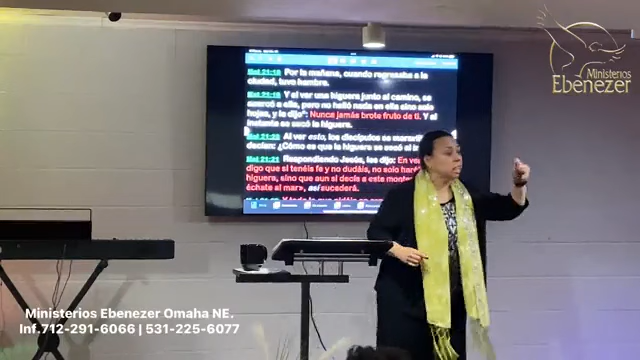 Ministerios
Ebenezer
Mat 21:18 Por la mañana, cuando regresaba a la
ciudad, tuvo hambre.
Mat 21:19 Y al ver una higuera junto al camino, se
acercó a ella, pero no halló nada en ella sino solo
hojas, y le dijo*: Nunca jamás brote fruto de ti. Y al
instante se secó la higuera.
Mat 21:20 Al ver esto, los discípulos se
decían: ¿Cómo es que la higuera se secó al
Mat 21:21 Respondiendo Jesús, les dijo: En
digo que si tenéis fe y no dudáis, no solo
higuera, sino que aun si decís a este
échate al mar», así sucederá.
Ministerios Ebenezer Omaha NE.
Inf.712-291-6066 | 531-225-6077